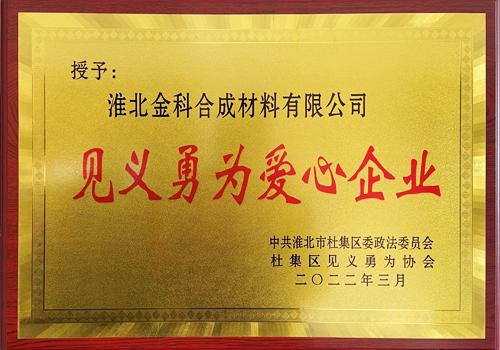 授予：
淮北金科合成材料有限公司
见义勇为爱心企业
中共淮北市杜集区委政法委员会
杜集区见义勇为协会
二〇二二年三月